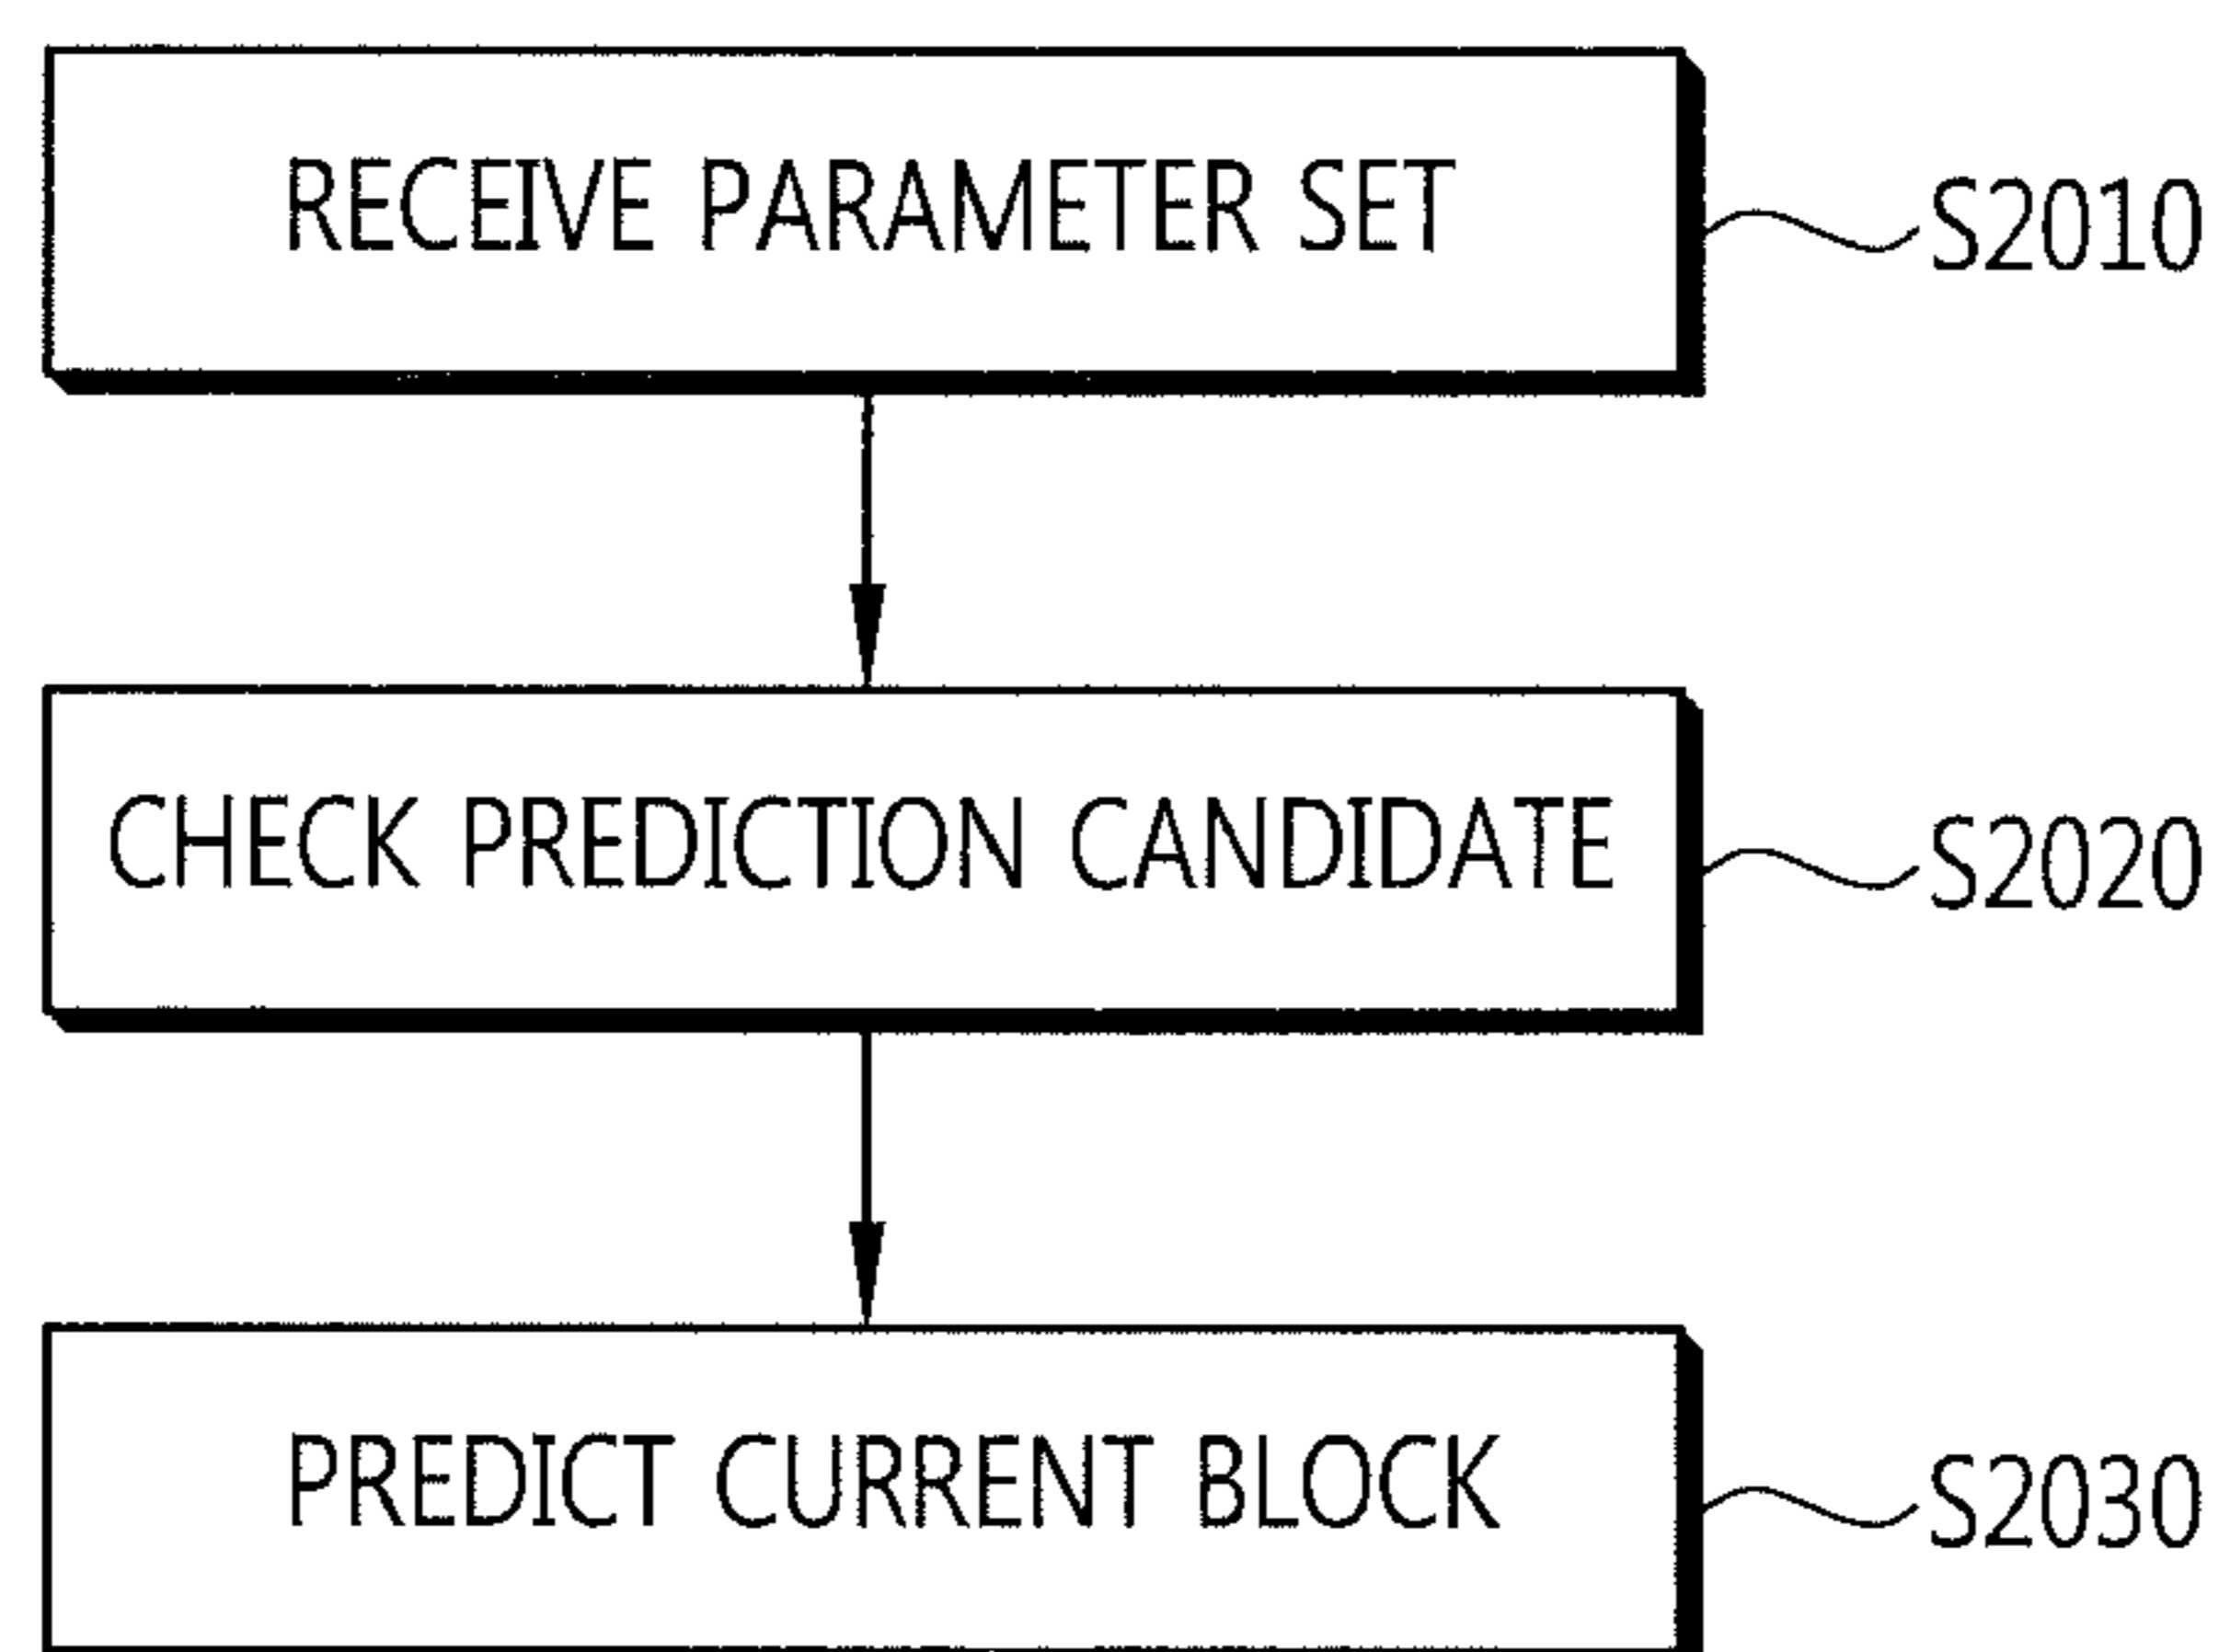 RECEIVE PARAMETER SET
S2010
CHECK PREDICTION CANDIDATE
S2020
PREDICT CURRENT BLOCK
S2030